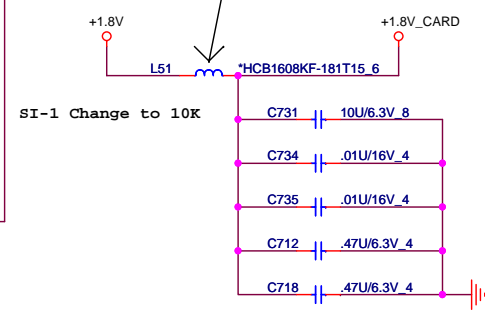 +1.8V +1.8V_CARD
L51 *HCB1608KF-181T15_6
SI-1 Change to 10K
C731 10U/6.3V_8
C734 .01U/16V_4
C735 .01U/16V_4
C712 .47U/6.3V_4
C718 .47U/6.3V_4